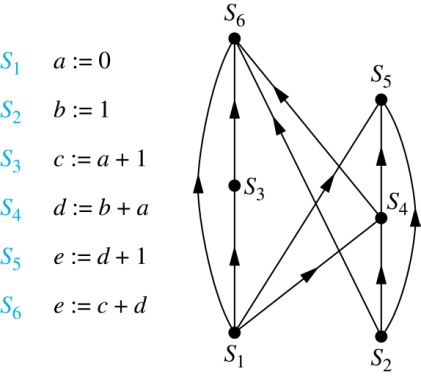 S6
S5
S1 a := 0
S2 b := 1
S3 c := a + 1
S3
S4 d := b + a
S4
S5 e := d + 1
S6 e := c + d
S1
S2